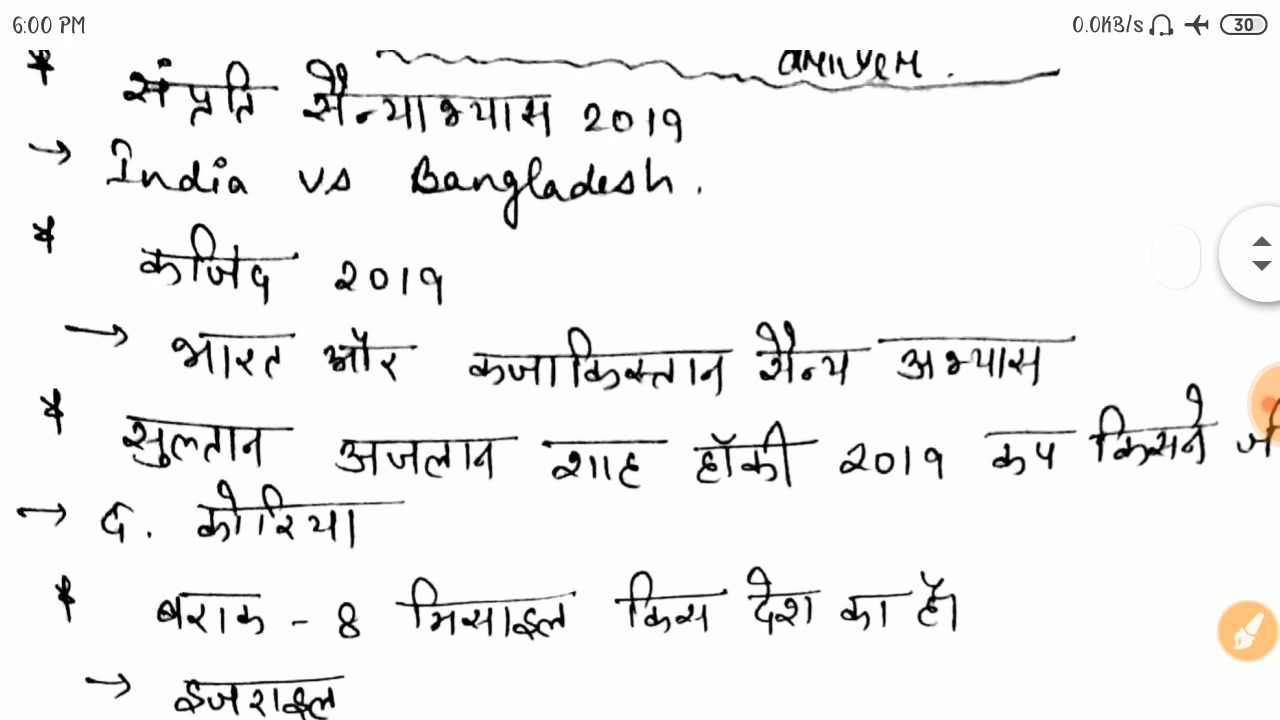 6:00 PM 0.0KB/s 30
* संप्रति सैन्याभ्यास 2019
→ India vs Bangladesh.
* कजिंद 2019
→ भारत और कजाकिस्तान सैन्य अभ्यास
* सुल्तान अजलान शाह हॉकी 2019 कप किसने
→ द. कोरिया
* बराक - 8 मिसाइल किस देश का है।
→ इजराइल